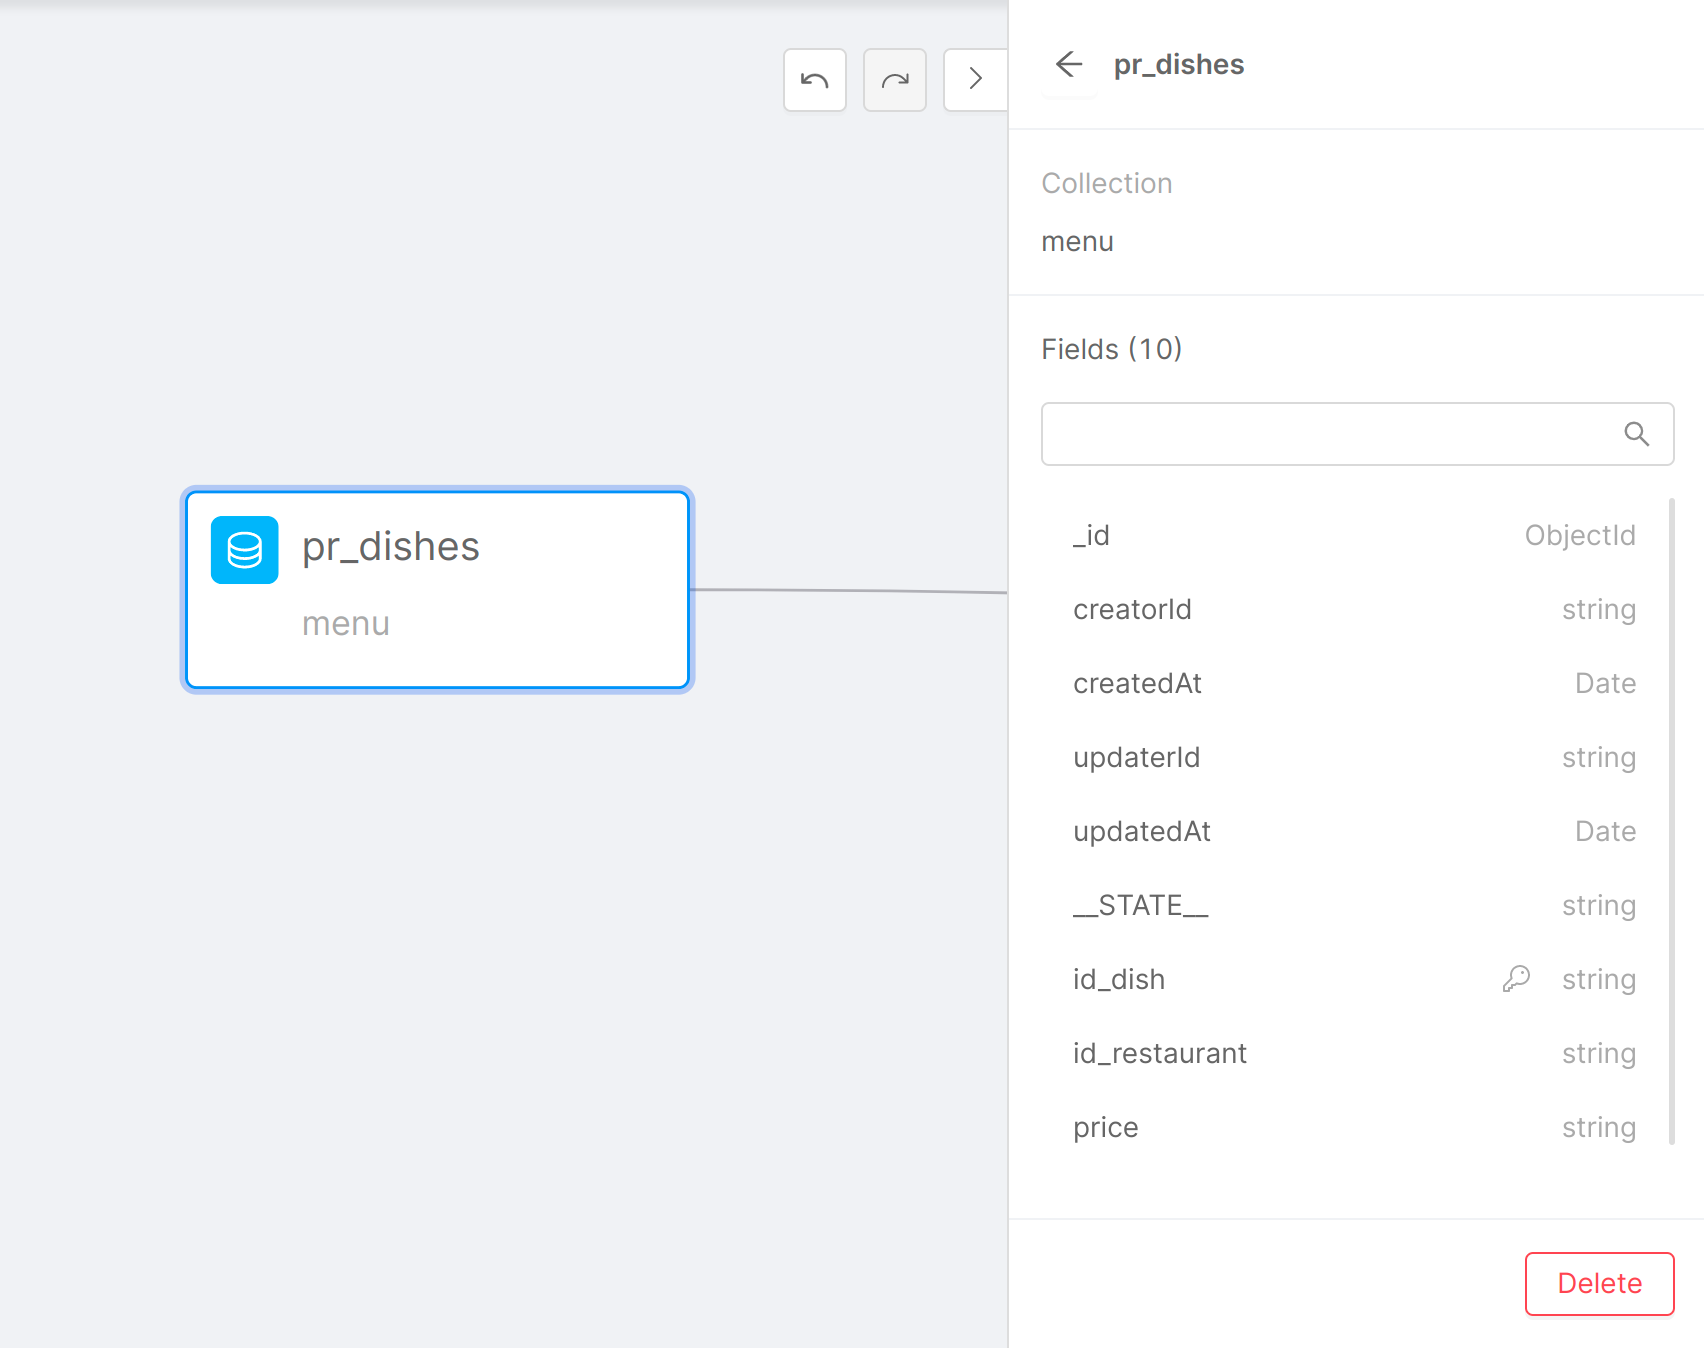 pr_dishes
menu
pr_dishes
Collection
menu
Fields (10)
_id ObjectId
creatorId string
createdAt Date
updaterId string
updatedAt Date
__STATE__ string
id_dish string
id_restaurant string
price string
Delete